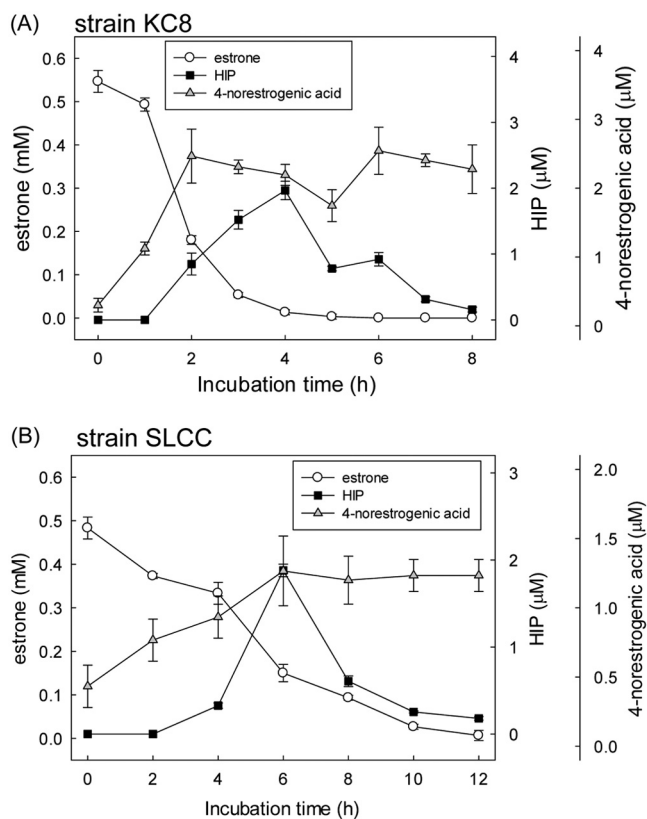 (A) strain KC8
estrone
HIP
4-norestrogenic acid
estrone (mM)
0.6
0.5
0.4
0.3
0.2
0.1
0.0
HIP (μM)
4
3
2
1
0
4-norestrogenic acid (μM)
4
3
2
1
0
0 2 4 6 8
Incubation time (h)
(B) strain SLCC
estrone
HIP
4-norestrogenic acid
estrone (mM)
0.6
0.5
0.4
0.3
0.2
0.1
0.0
HIP (μM)
3
2
1
0
4-norestrogenic acid (μM)
2.0
1.5
1.0
0.5
0.0
0 2 4 6 8 10 12
Incubation time (h)